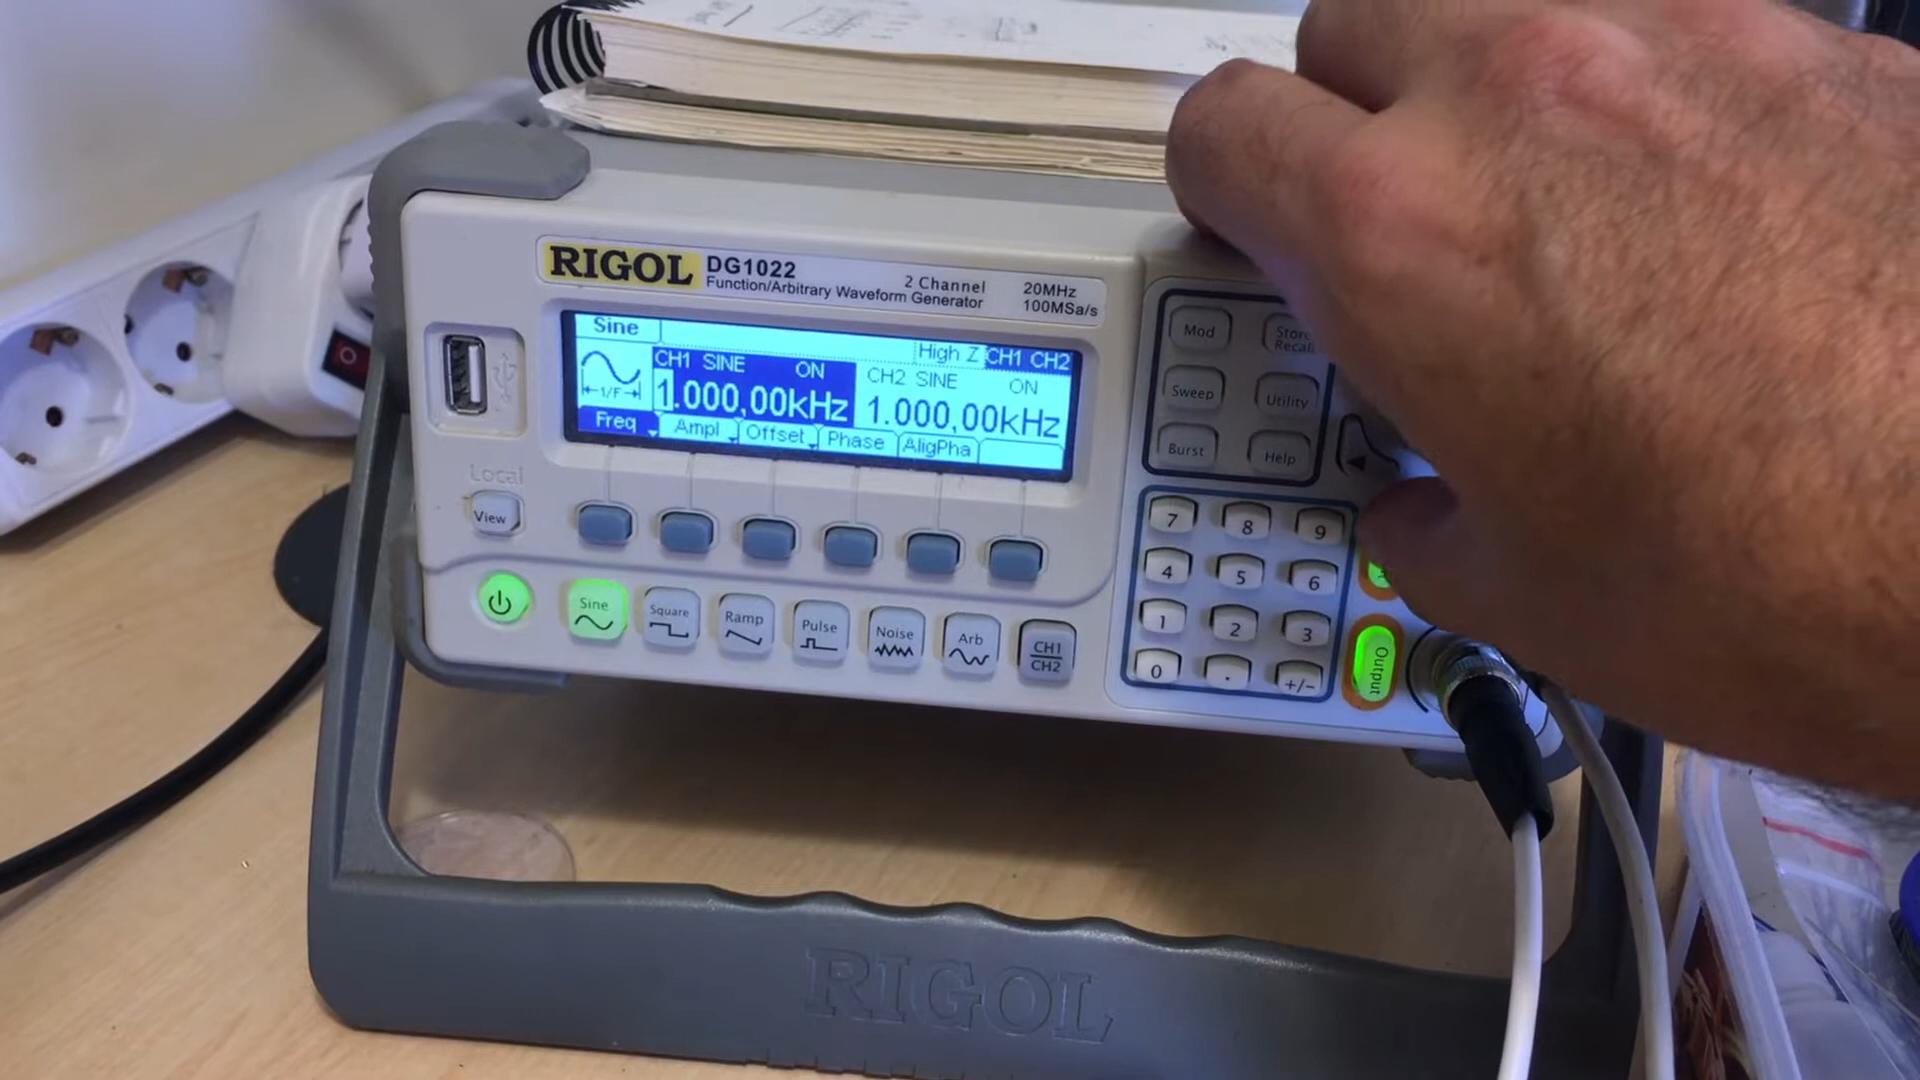 RIGOL DG1022 2 Channel 20MHz
Function/Arbitrary Waveform Generator 100MSa/s
Sine
High Z CH1 CH2
CH1 SINE ON
CH2 SINE ON
1.000,00kHz
1.000,00kHz
1/F
Freq Ampl Offset Phase AligPha
Local
View
Sine
Square
Ramp
Pulse
Noise
Arb
CH1
CH2
Mod
Store
Recall
Sweep
Utility
Burst
Help
7 8 9
4 5 6
1 2 3
0 . +/-
Output
RIGOL